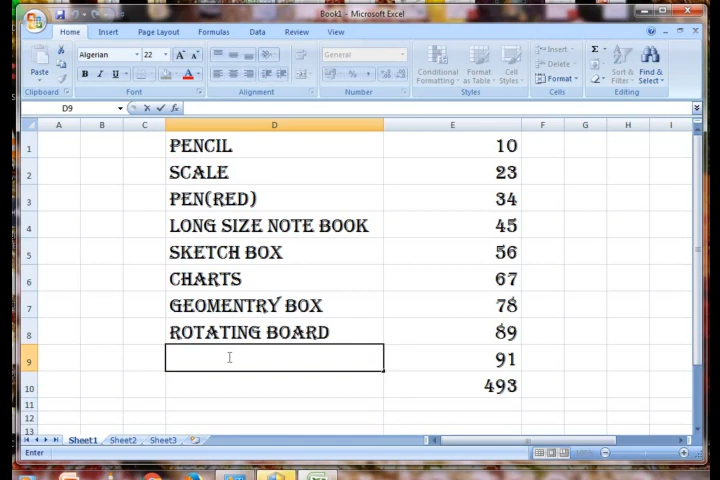 Book1 - Microsoft Excel
Home Insert Page Layout Formulas Data Review View
Paste
Algerian 22 A A
General
B I U A
% ,
Conditional Formatting
Format as Table
Cell Styles
Insert
Delete
Format
Σ
Sort & Filter
Find & Select
Clipboard Font Alignment Number Styles Cells Editing
D9 fx
A B C D E F G H I
1 PENCIL 10
2 SCALE 23
3 PEN(RED) 34
4 LONG SIZE NOTE BOOK 45
5 SKETCH BOX 56
6 CHARTS 67
7 GEOMENTRY BOX 78
8 ROTATING BOARD 89
9 91
10 493
11
12
13
Sheet1 Sheet2 Sheet3
Enter 100%